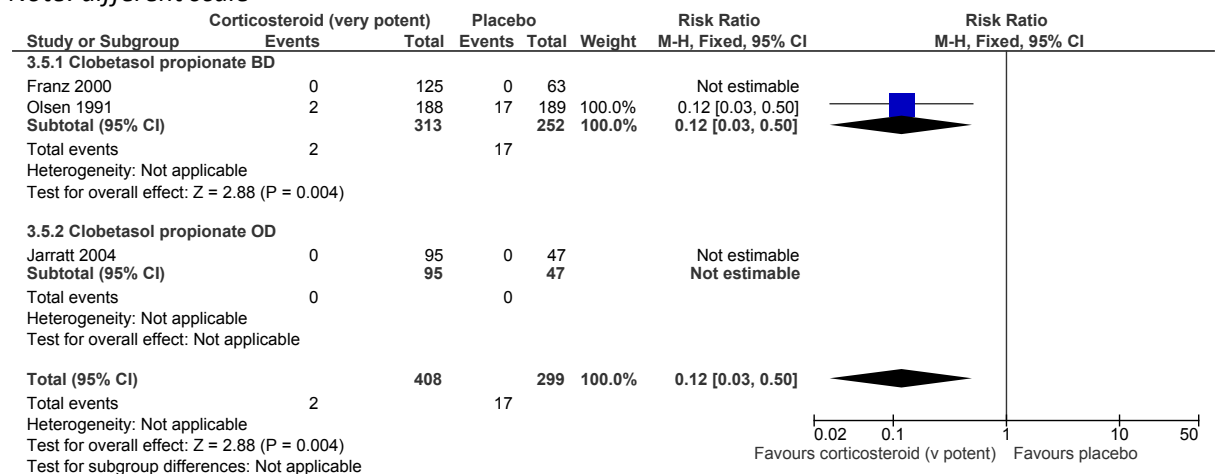 Note: different scale
Corticosteroid (very potent) Placebo Risk Ratio Risk Ratio
Study or Subgroup Events Total Events Total Weight M-H, Fixed, 95% CI M-H, Fixed, 95% CI
3.5.1 Clobetasol propionate BD
Franz 2000 0 125 0 63 Not estimable
Olsen 1991 2 188 17 189 100.0% 0.12 [0.03, 0.50]
Subtotal (95% CI) 313 252 100.0% 0.12 [0.03, 0.50]
Total events 2 17
Heterogeneity: Not applicable
Test for overall effect: Z = 2.88 (P = 0.004)
3.5.2 Clobetasol propionate OD
Jarratt 2004 0 95 0 47 Not estimable
Subtotal (95% CI) 95 47 Not estimable
Total events 0 0
Heterogeneity: Not applicable
Test for overall effect: Not applicable
Total (95% CI) 408 299 100.0% 0.12 [0.03, 0.50]
Total events 2 17
Heterogeneity: Not applicable
Test for overall effect: Z = 2.88 (P = 0.004)
Test for subgroup differences: Not applicable
0.02 0.1 1 10 50
Favours corticosteroid (v potent) Favours placebo